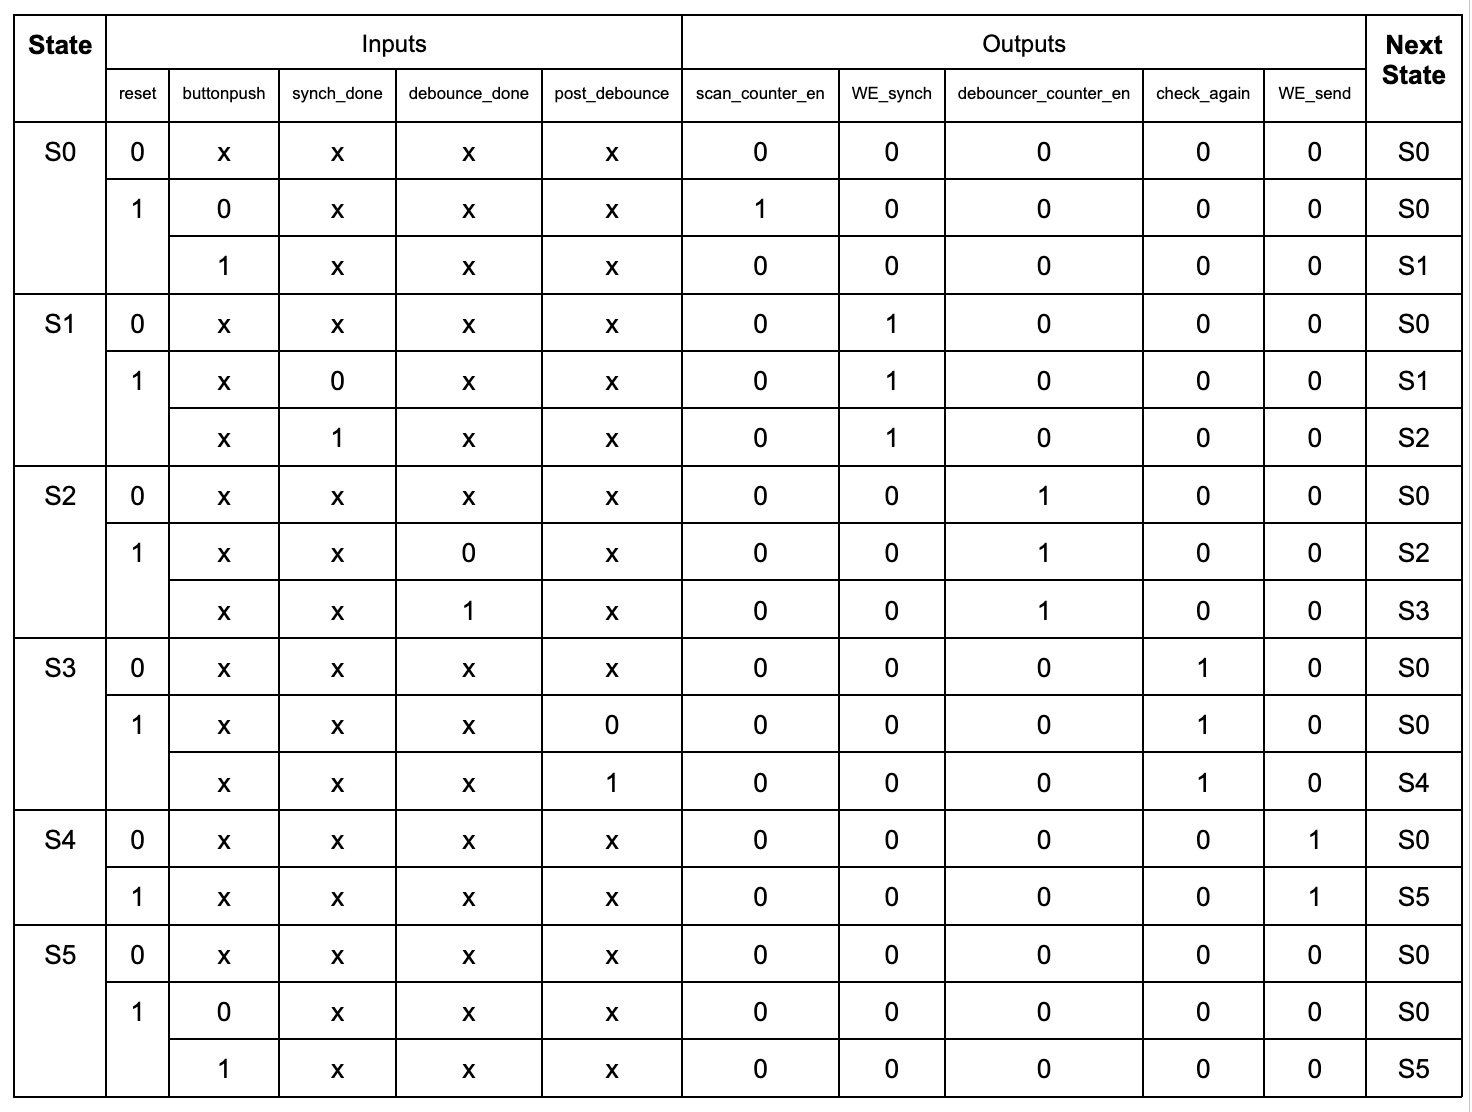 State Inputs Outputs Next State
reset buttonpush synch_done debounce_done post_debounce scan_counter_en WE_synch debouncer_counter_en check_again WE_send
S0 0 x x x x 0 0 0 0 0 S0
1 0 x x x 1 0 0 0 0 S0
1 x x x 0 0 0 0 0 S1
S1 0 x x x x 0 1 0 0 0 S0
1 x 0 x x 0 1 0 0 0 S1
x 1 x x 0 1 0 0 0 S2
S2 0 x x x x 0 0 1 0 0 S0
1 x x 0 x 0 0 1 0 0 S2
x x 1 x 0 0 1 0 0 S3
S3 0 x x x x 0 0 0 1 0 S0
1 x x x 0 0 0 0 1 0 S0
x x x 1 0 0 0 1 0 S4
S4 0 x x x x 0 0 0 0 1 S0
1 x x x x 0 0 0 0 1 S5
S5 0 x x x x 0 0 0 0 0 S0
1 0 x x x 0 0 0 0 0 S0
1 x x x 0 0 0 0 0 S5